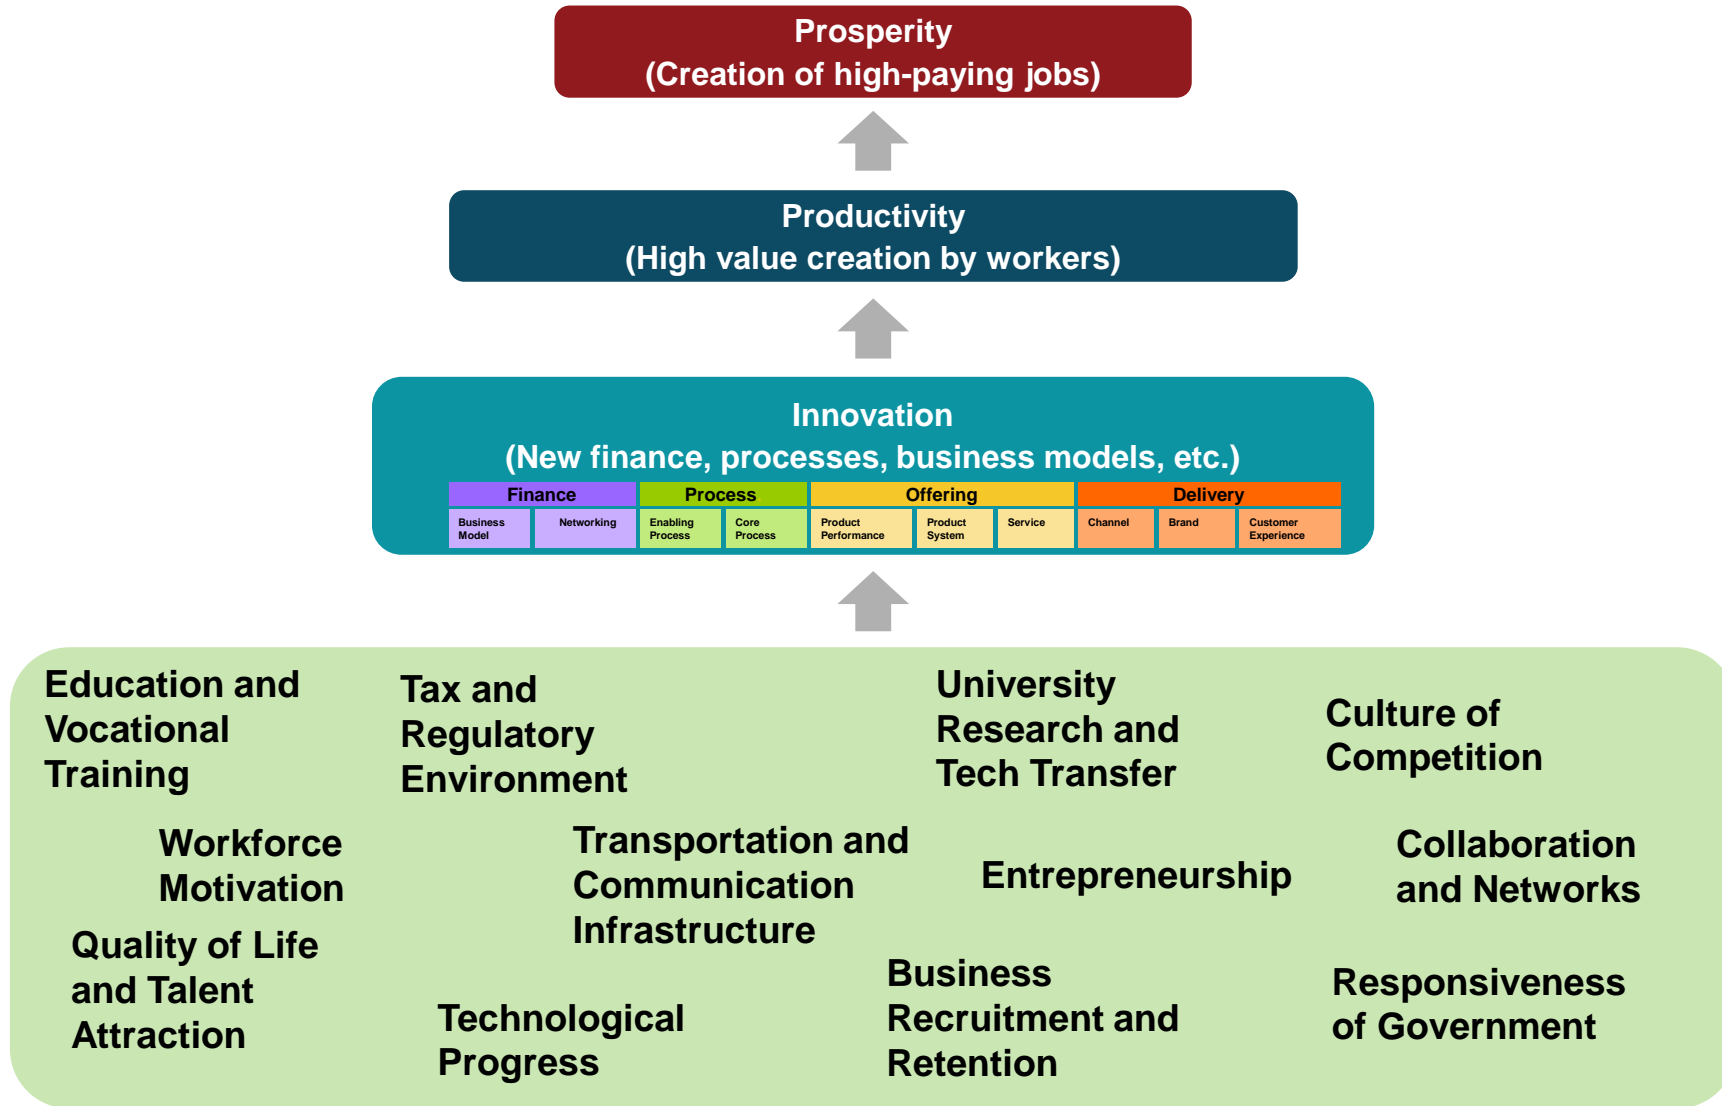 Prosperity
(Creation of high-paying jobs)
Productivity
(High value creation by workers)
Innovation
(New finance, processes, business models, etc.)
Finance
Process
Offering
Delivery
Business
Model
Networking
Enabling
Process
Core
Process
Product
Performance
Product
System
Service
Channel
Brand
Customer
Experience
Education and
Vocational
Training
Tax and
Regulatory
Environment
University
Research and
Tech Transfer
Culture of
Competition
Workforce
Motivation
Transportation and
Communication
Infrastructure
Entrepreneurship
Collaboration
and Networks
Quality of Life
and Talent
Attraction
Technological
Progress
Business
Recruitment and
Retention
Responsiveness
of Government